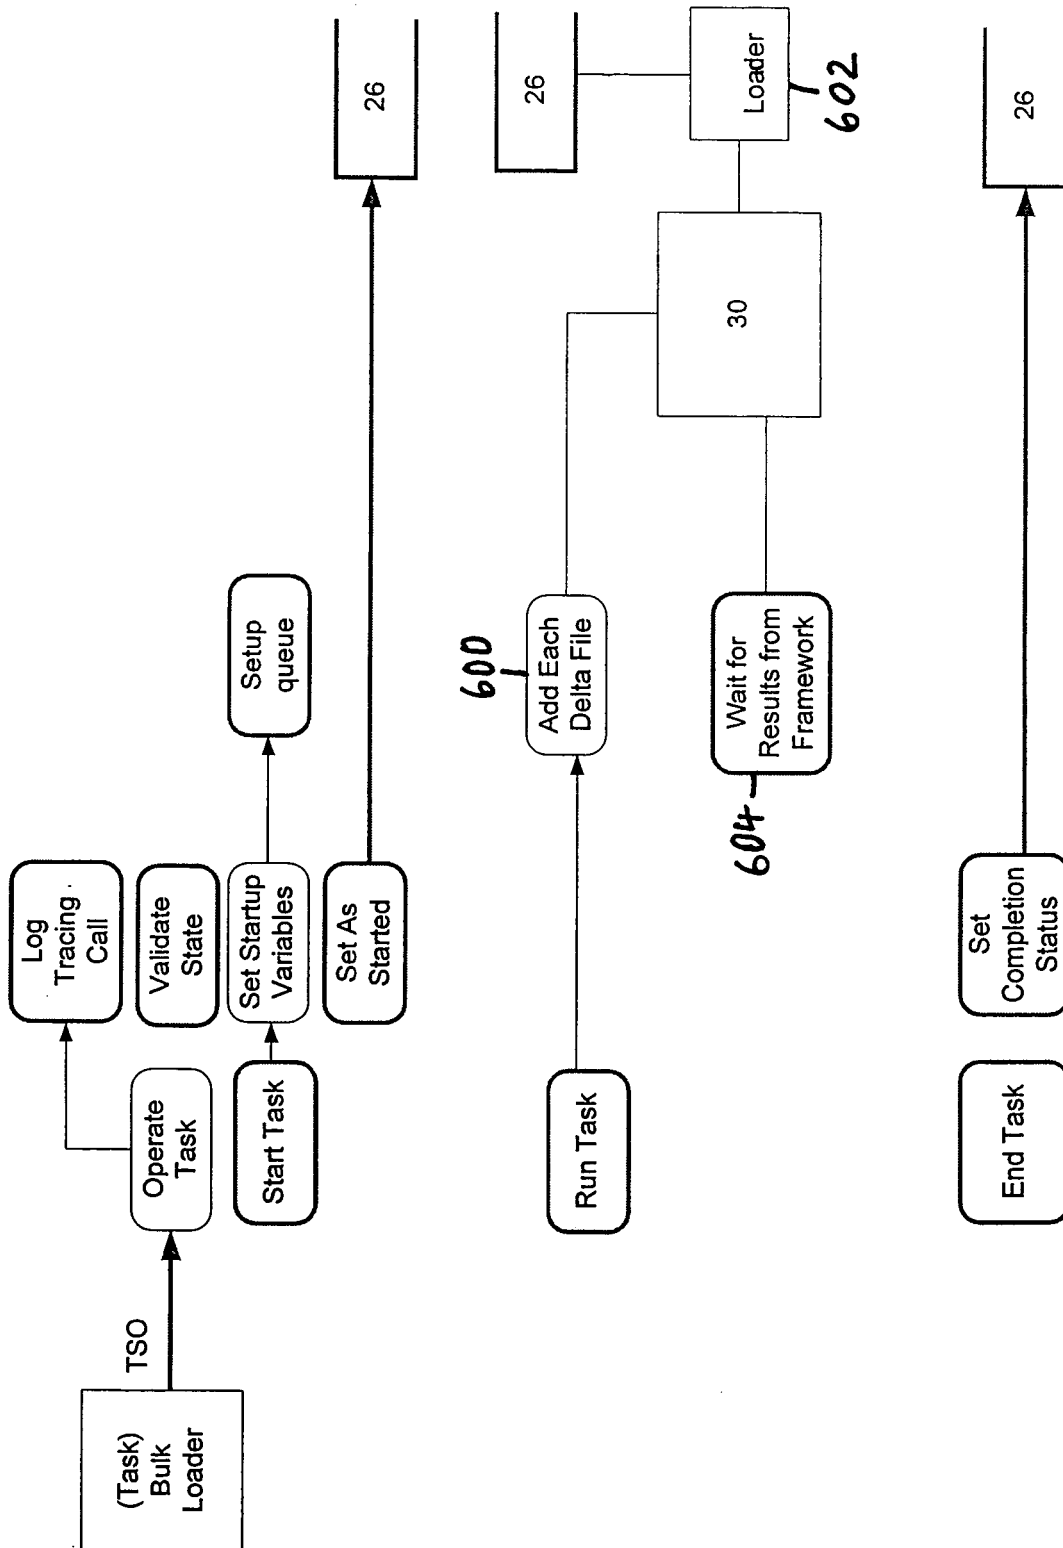 (Task)
Bulk
Loader
TSO
Operate
Task
Log
Tracing
Call
Validate
State
Start Task
Set Startup
Variables
Setup
queue
Set As
Started
26
Run Task
600
Add Each
Delta File
26
30
Loader
602
604
Wait for
Results from
Framework
End Task
Set
Completion
Status
26